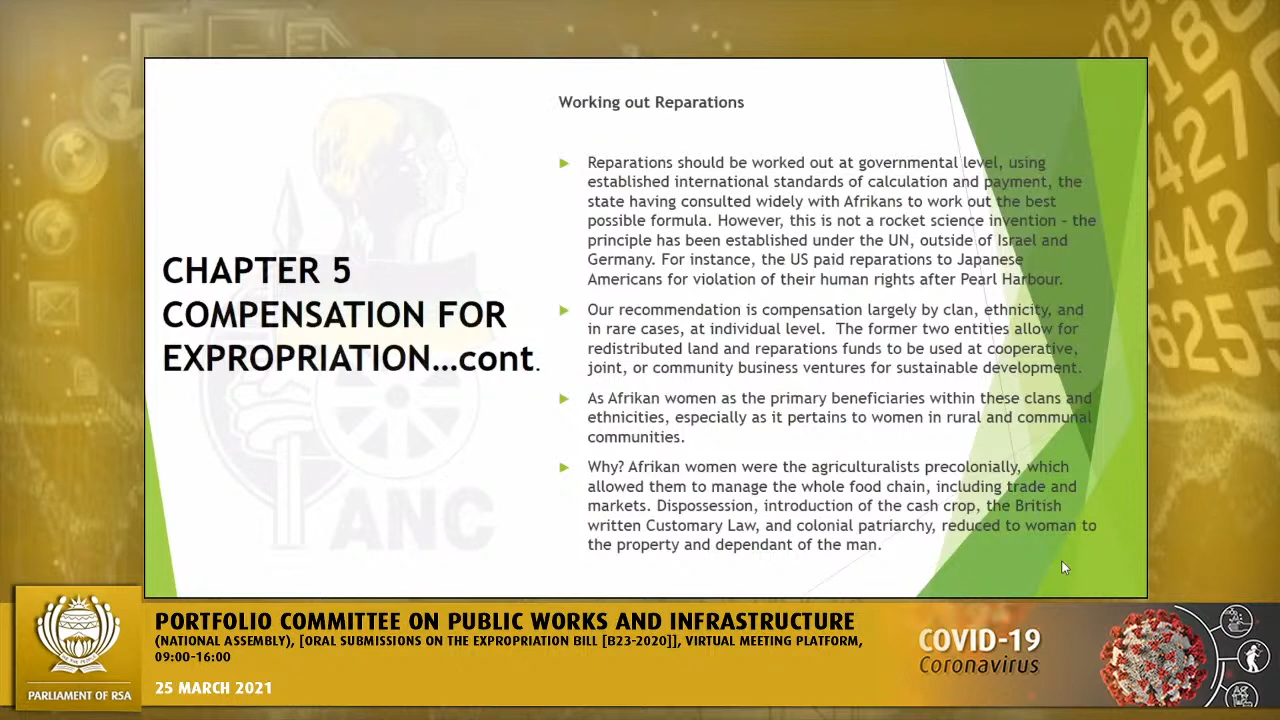 Working out Reparations
Reparations should be worked out at governmental level, using
established international standards of calculation and payment, the
state having consulted widely with Afrikans to work out the best
possible formula. However, this is not a rocket science invention – the
principle has been established under the UN, outside of Israel and
Germany. For instance, the US paid reparations to Japanese
Americans for violation of their human rights after Pearl Harbour.
CHAPTER 5
COMPENSATION FOR
EXPROPRIATION...cont.
Our recommendation is compensation largely by clan, ethnicity, and
in rare cases, at individual level. The former two entities allow for
redistributed land and reparations funds to be used at cooperative,
joint, or community business ventures for sustainable development.
As Afrikan women as the primary beneficiaries within these clans and
ethnicities, especially as it pertains to women in rural and communal
communities.
Why? Afrikan women were the agriculturalists precolonially, which
allowed them to manage the whole food chain, including trade and
markets. Dispossession, introduction of the cash crop, the British
written Customary Law, and colonial patriarchy, reduced to woman to
the property and dependant of the man.
ANC
PORTFOLIO COMMITTEE ON PUBLIC WORKS AND INFRASTRUCTURE
(NATIONAL ASSEMBLY), [ORAL SUBMISSIONS ON THE EXPROPRIATION BILL [B23-2020]], VIRTUAL MEETING PLATFORM,
09:00-16:00
25 MARCH 2021
PARLIAMENT OF RSA
COVID-19
Coronavirus